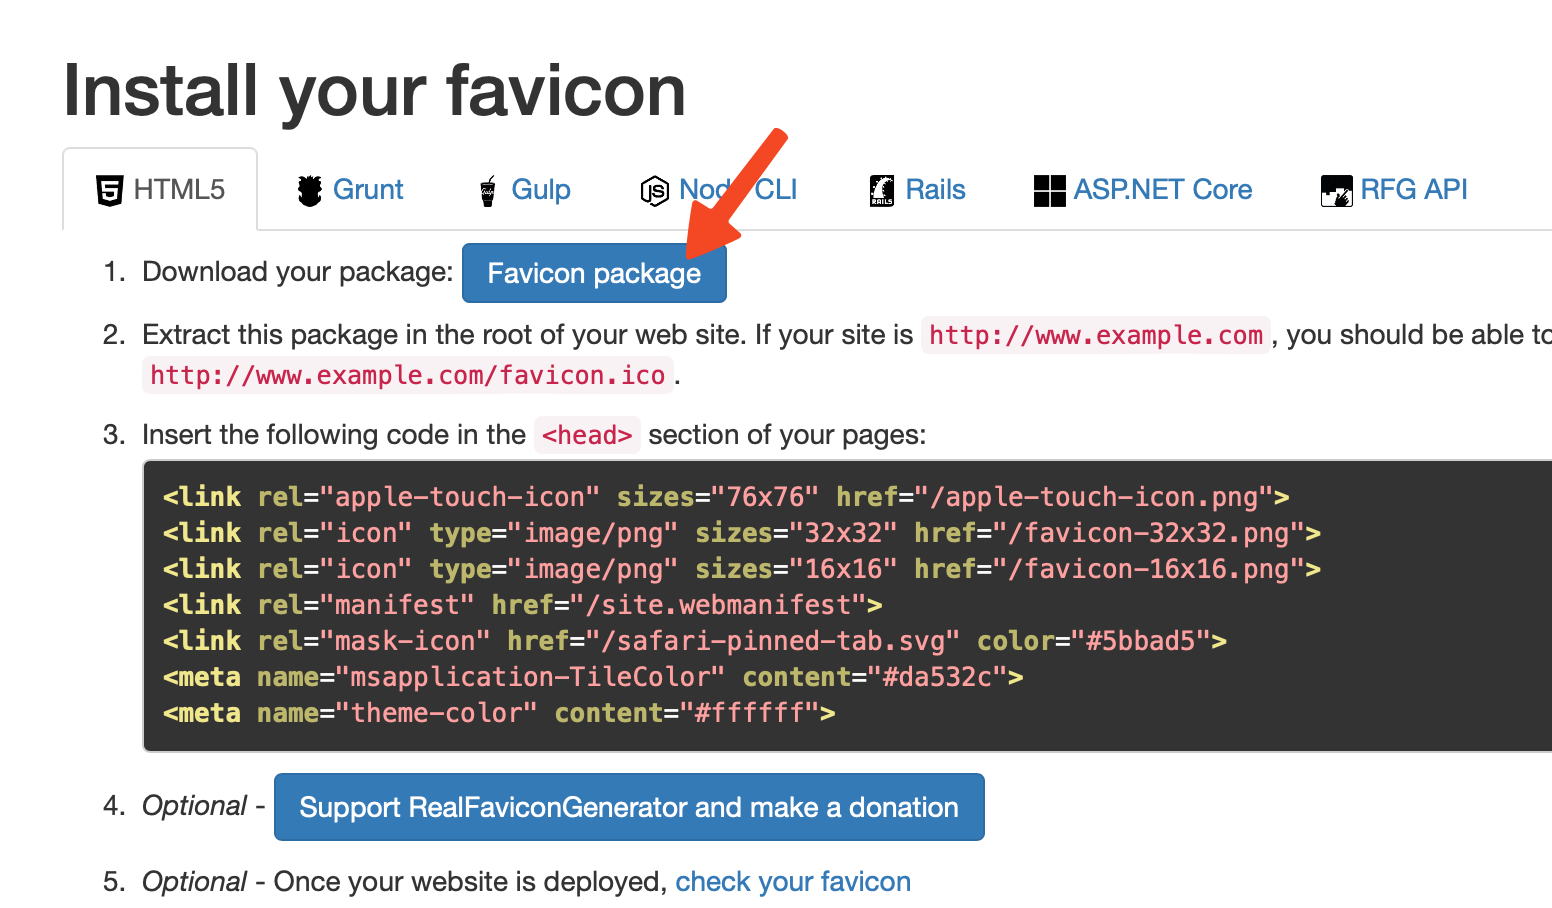 Install your favicon
HTML5 Grunt Gulp Node CLI Rails ASP.NET Core RFG API
1. Download your package: Favicon package
2. Extract this package in the root of your web site. If your site is http://www.example.com, you should be able to
http://www.example.com/favicon.ico.
3. Insert the following code in the <head> section of your pages:
<link rel="apple-touch-icon" sizes="76x76" href="/apple-touch-icon.png">
<link rel="icon" type="image/png" sizes="32x32" href="/favicon-32x32.png">
<link rel="icon" type="image/png" sizes="16x16" href="/favicon-16x16.png">
<link rel="manifest" href="/site.webmanifest">
<link rel="mask-icon" href="/safari-pinned-tab.svg" color="#5bbad5">
<meta name="msapplication-TileColor" content="#da532c">
<meta name="theme-color" content="#ffffff">
4. Optional - Support RealFaviconGenerator and make a donation
5. Optional - Once your website is deployed, check your favicon